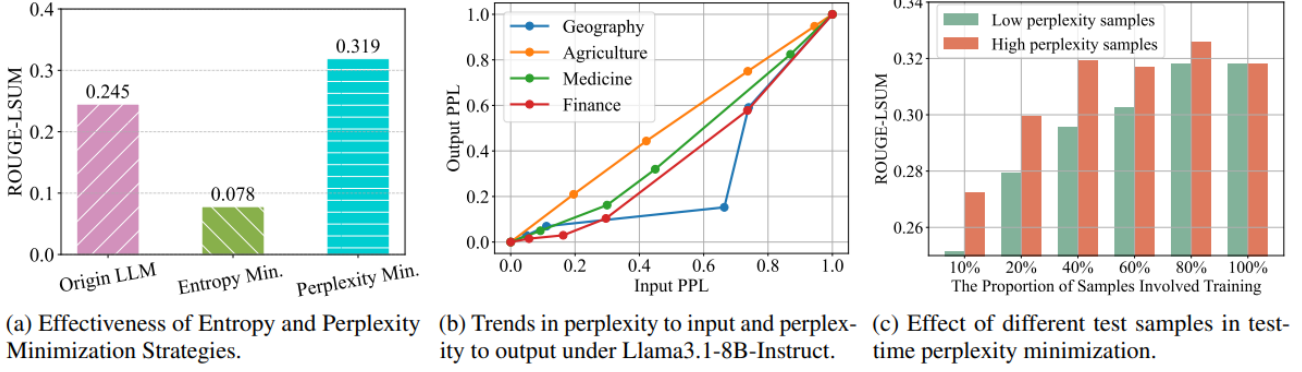 ROUGE-LSUM
0.4
0.3
0.2
0.1
0.0
0.245
0.078
0.319
Origin LLM
Entropy Min.
Perplexity Min.
(a) Effectiveness of Entropy and Perplexity
Minimization Strategies.
Output PPL
1.0
0.8
0.6
0.4
0.2
0.0
Geography
Agriculture
Medicine
Finance
0.0 0.2 0.4 0.6 0.8 1.0
Input PPL
(b) Trends in perplexity to input and perplex-
ity to output under Llama3.1-8B-Instruct.
ROUGE-LSUM
0.34
0.32
0.30
0.28
0.26
Low perplexity samples
High perplexity samples
10% 20% 40% 60% 80% 100%
The Proportion of Samples Involved Training
(c) Effect of different test samples in test-
time perplexity minimization.